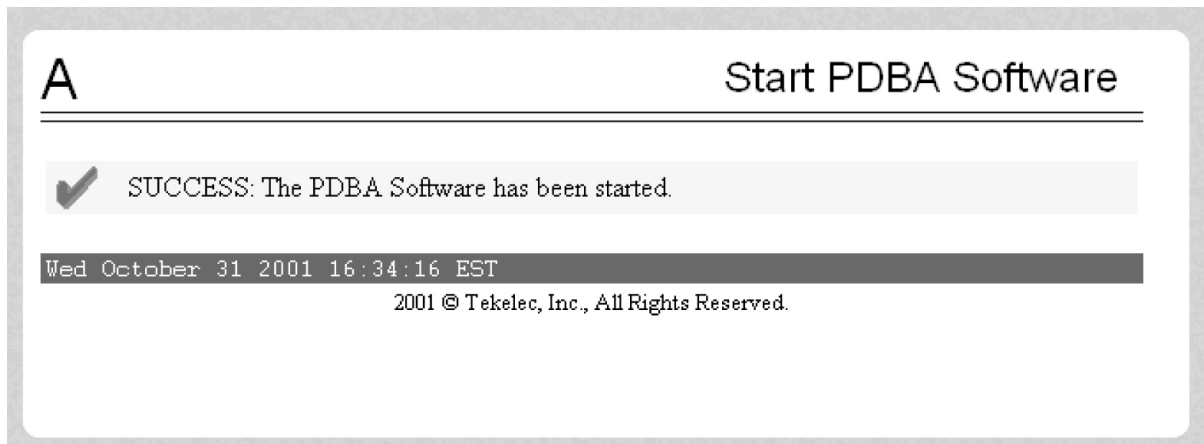 A
Start PDBA Software
SUCCESS: The PDBA Software has been started.
Wed October 31 2001 16:34:16 EST
2001 © Tekelec, Inc., All Rights Reserved.